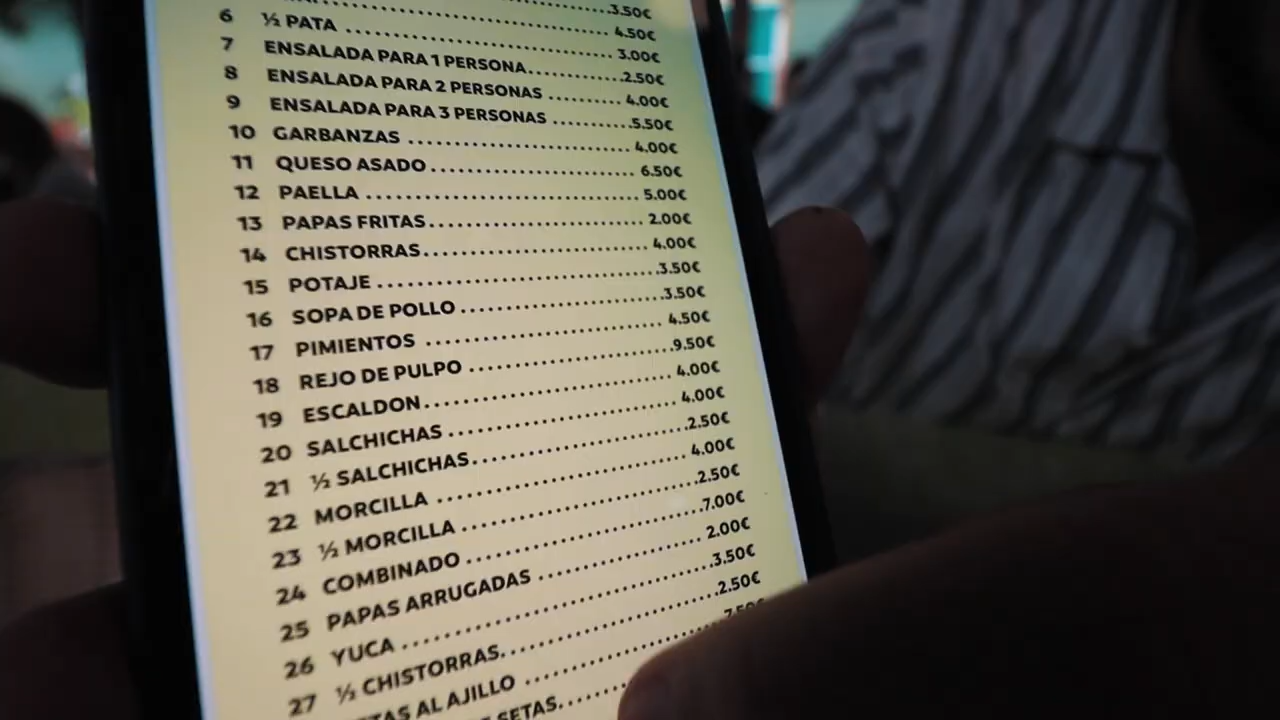 .........3.50€
.........4.50€
6 ½ PATA ......... 3.00€
7 ENSALADA PARA 1 PERSONA.........2.50€
8 ENSALADA PARA 2 PERSONAS ......... 4.00€
9 ENSALADA PARA 3 PERSONAS .........5.50€
10 GARBANZAS ......... 4.00€
11 QUESO ASADO ......... 6.50€
12 PAELLA ......... 5.00€
13 PAPAS FRITAS ......... 2.00€
14 CHISTORRAS ......... 4.00€
15 POTAJE .........3.50€
16 SOPA DE POLLO .........3.50€
17 PIMIENTOS ......... 4.50€
18 REJO DE PULPO .........9.50€
19 ESCALDON ......... 4.00€
20 SALCHICHAS ......... 4.00€
21 ½ SALCHICHAS .........2.50€
22 MORCILLA ......... 4.00€
23 ½ MORCILLA .........2.50€
24 COMBINADO .........7.00€
25 PAPAS ARRUGADAS ......... 2.00€
26 YUCA .........3.50€
27 ½ CHISTORRAS .........2.50€
AL AJILLO .........
SETAS.........